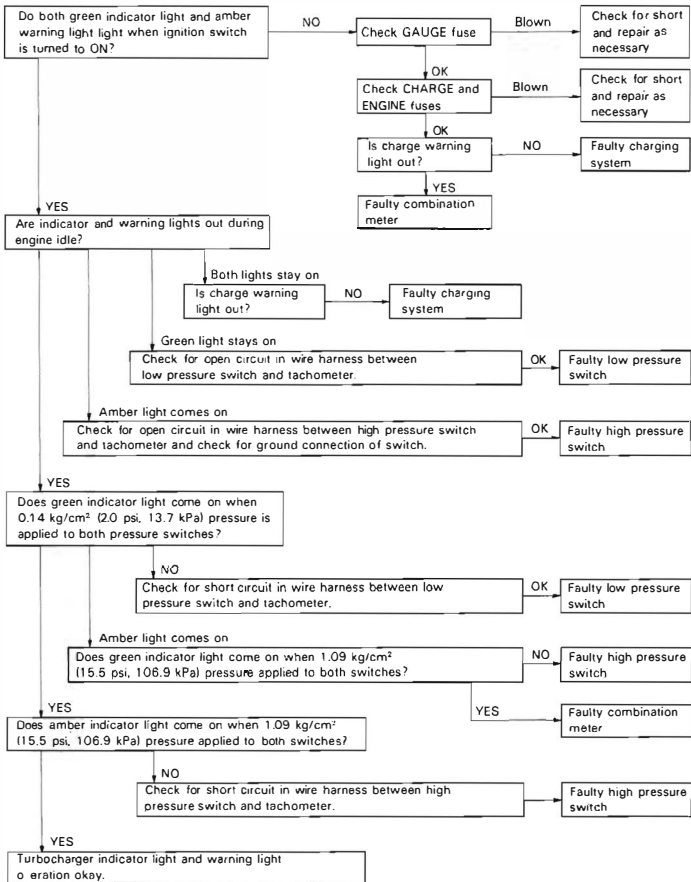 Do both green indicator light and amber
warning light light when ignition switch
is turned to ON?
NO
Check GAUGE fuse
Blown
Check for short
and repair as
necessary
OK
Check CHARGE and
ENGINE fuses
Blown
Check for short
and repair as
necessary
OK
Is charge warning
light out?
NO
Faulty charging
system
YES
Faulty combination
meter
YES
Are indicator and warning lights out during
engine idle?
Both lights stay on
Is charge warning
light out?
NO
Faulty charging
system
Green light stays on
Check for open circuit in wire harness between
low pressure switch and tachometer.
OK
Faulty low pressure
switch
Amber light comes on
Check for open circuit in wire harness between high pressure switch
and tachometer and check for ground connection of switch.
OK
Faulty high pressure
switch
YES
Does green indicator light come on when
0.14 kg/cm² (2.0 psi, 13.7 kPa) pressure is
applied to both pressure switches?
NO
Check for short circuit in wire harness between low
pressure switch and tachometer.
OK
Faulty low pressure
switch
Amber light comes on
Does green indicator light come on when 1.09 kg/cm²
(15.5 psi, 106.9 kPa) pressure applied to both switches?
NO
Faulty high pressure
switch
YES
Faulty combination
meter
YES
Does amber indicator light come on when 1.09 kg/cm²
(15.5 psi, 106.9 kPa) pressure applied to both switches?
NO
Check for short circuit in wire harness between high
pressure switch and tachometer.
Faulty high pressure
switch
YES
Turbocharger indicator light and warning light
o eration okay.